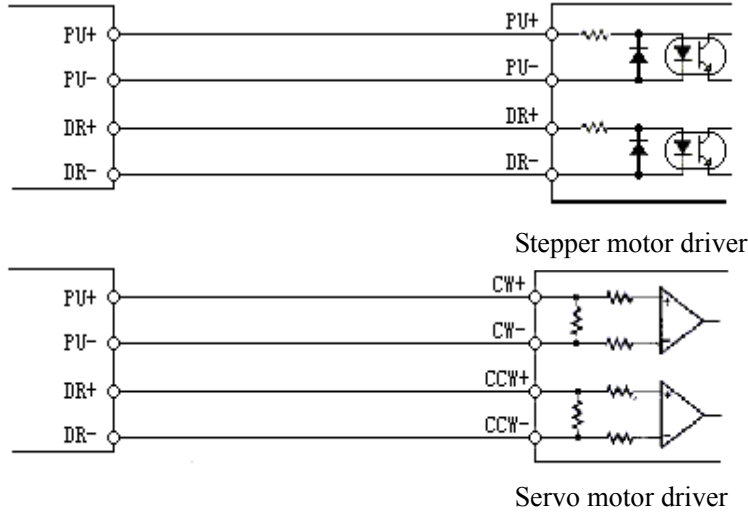 PU+ PU+
PU- PU-
DR+ DR+
DR- DR-
Stepper motor driver
PU+ CW+
PU- CW-
DR+ CCW+
DR- CCW-
+
-
+
-
Servo motor driver